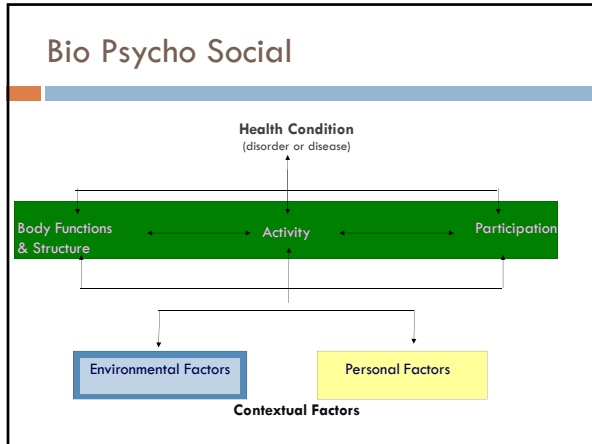 Bio Psycho Social
Health Condition
(disorder or disease)
Body Functions
& Structure
Activity
Participation
Environmental Factors
Personal Factors
Contextual Factors